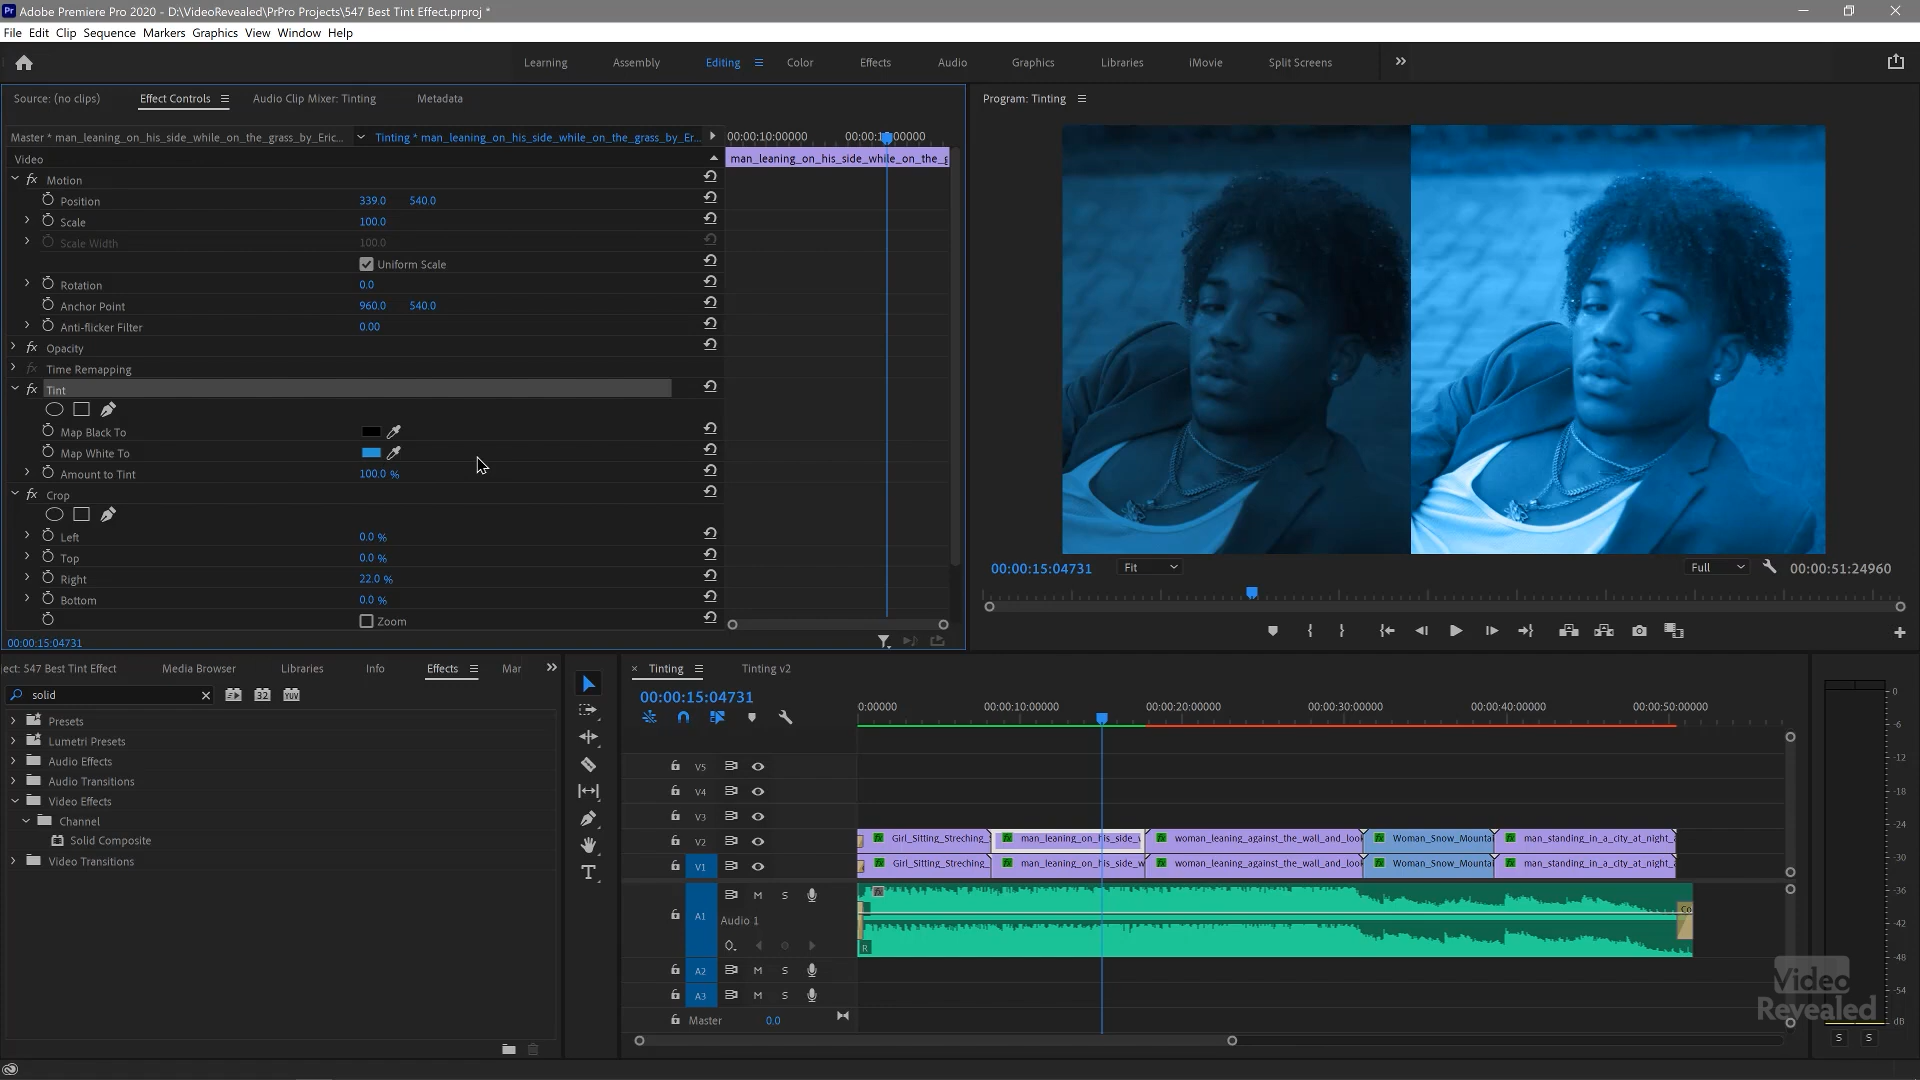 Adobe Premiere Pro 2020 - D:\VideoRevealed\PrPro Projects\547 Best Tint Effect.prproj *
File Edit Clip Sequence Markers Graphics View Window Help
Learning Assembly Editing Color Effects Audio Graphics Libraries iMovie Split Screens
Source: (no clips) Effect Controls Audio Clip Mixer: Tinting Metadata
Master * man_leaning_on_his_side_while_on_the_grass_by_Eric... Tinting * man_leaning_on_his_side_while_on_the_grass_by_Er...
00:00:10:00000
man_leaning_on_his_side_while_on_the_g
Video
fx Motion
Position 339.0 540.0
Scale 100.0
Scale Width 100.0
Uniform Scale
Rotation 0.0
Anchor Point 960.0 540.0
Anti-flicker Filter 0.00
fx Opacity
fx Time Remapping
fx Tint
Map Black To
Map White To
Amount to Tint 100.0 %
fx Crop
Left 0.0 %
Top 0.0 %
Right 22.0 %
Bottom 0.0 %
Zoom
00:00:15:04731
Program: Tinting
00:00:15:04731 Fit Full 00:00:51:24960
ect: 547 Best Tint Effect Media Browser Libraries Info Effects Mar
solid
32 YUV
Presets
Lumetri Presets
Audio Effects
Audio Transitions
Video Effects
Channel
Solid Composite
Video Transitions
Tinting Tinting v2
00:00:15:04731
0:00000 00:00:10:00000 00:00:20:00000 00:00:30:00000 00:00:40:00000 00:00:50:00000
V5
V4
V3
V2 Girl_Sitting_Streching_ man_leaning_on_his_side_w woman_leaning_against_the_wall_and_loo Woman_Snow_Mounta man_standing_in_a_city_at_night_
V1 Girl_Sitting_Streching_ man_leaning_on_his_side_w woman_leaning_against_the_wall_and_loo Woman_Snow_Mounta man_standing_in_a_city_at_night_
A1 M S
Audio 1
R
Co
A2 M S
A3 M S
Master 0.0
0
-6
-12
-18
-24
-30
-36
-42
-48
-54
dB
S S
Video
Revealed